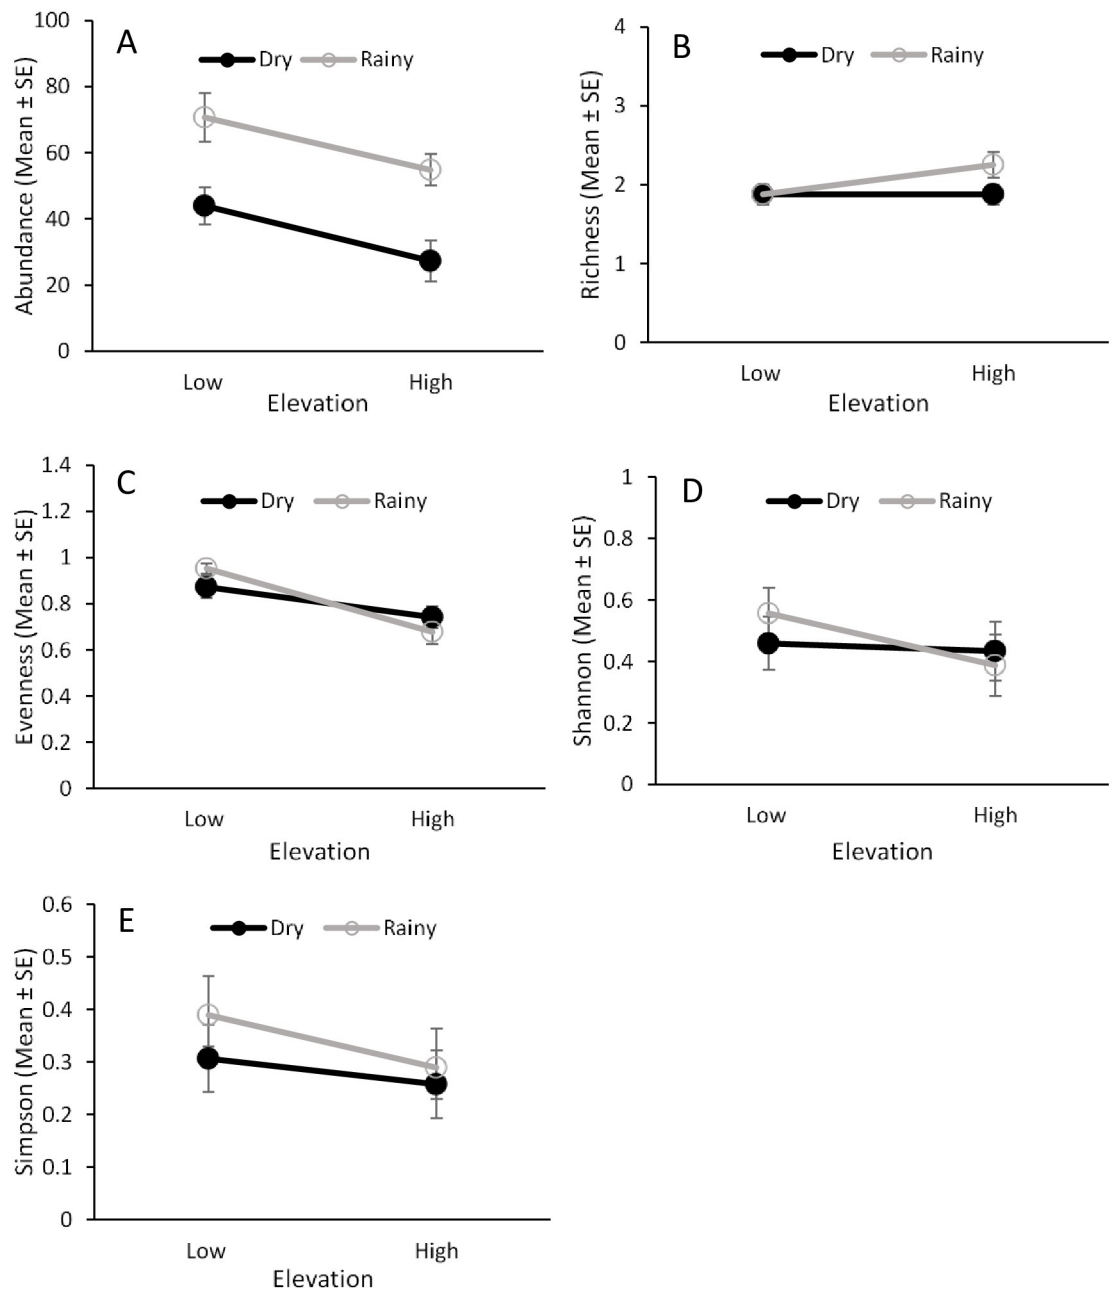 A
Dry Rainy
Abundance (Mean ± SE)
100
80
60
40
20
0
Low High
Elevation
B
Dry Rainy
Richness (Mean ± SE)
4
3
2
1
0
Low High
Elevation
C
Dry Rainy
Evenness (Mean ± SE)
1.4
1.2
1
0.8
0.6
0.4
0.2
0
Low High
Elevation
D
Dry Rainy
Shannon (Mean ± SE)
1
0.8
0.6
0.4
0.2
0
Low High
Elevation
E
Dry Rainy
Simpson (Mean ± SE)
0.6
0.5
0.4
0.3
0.2
0.1
0
Low High
Elevation